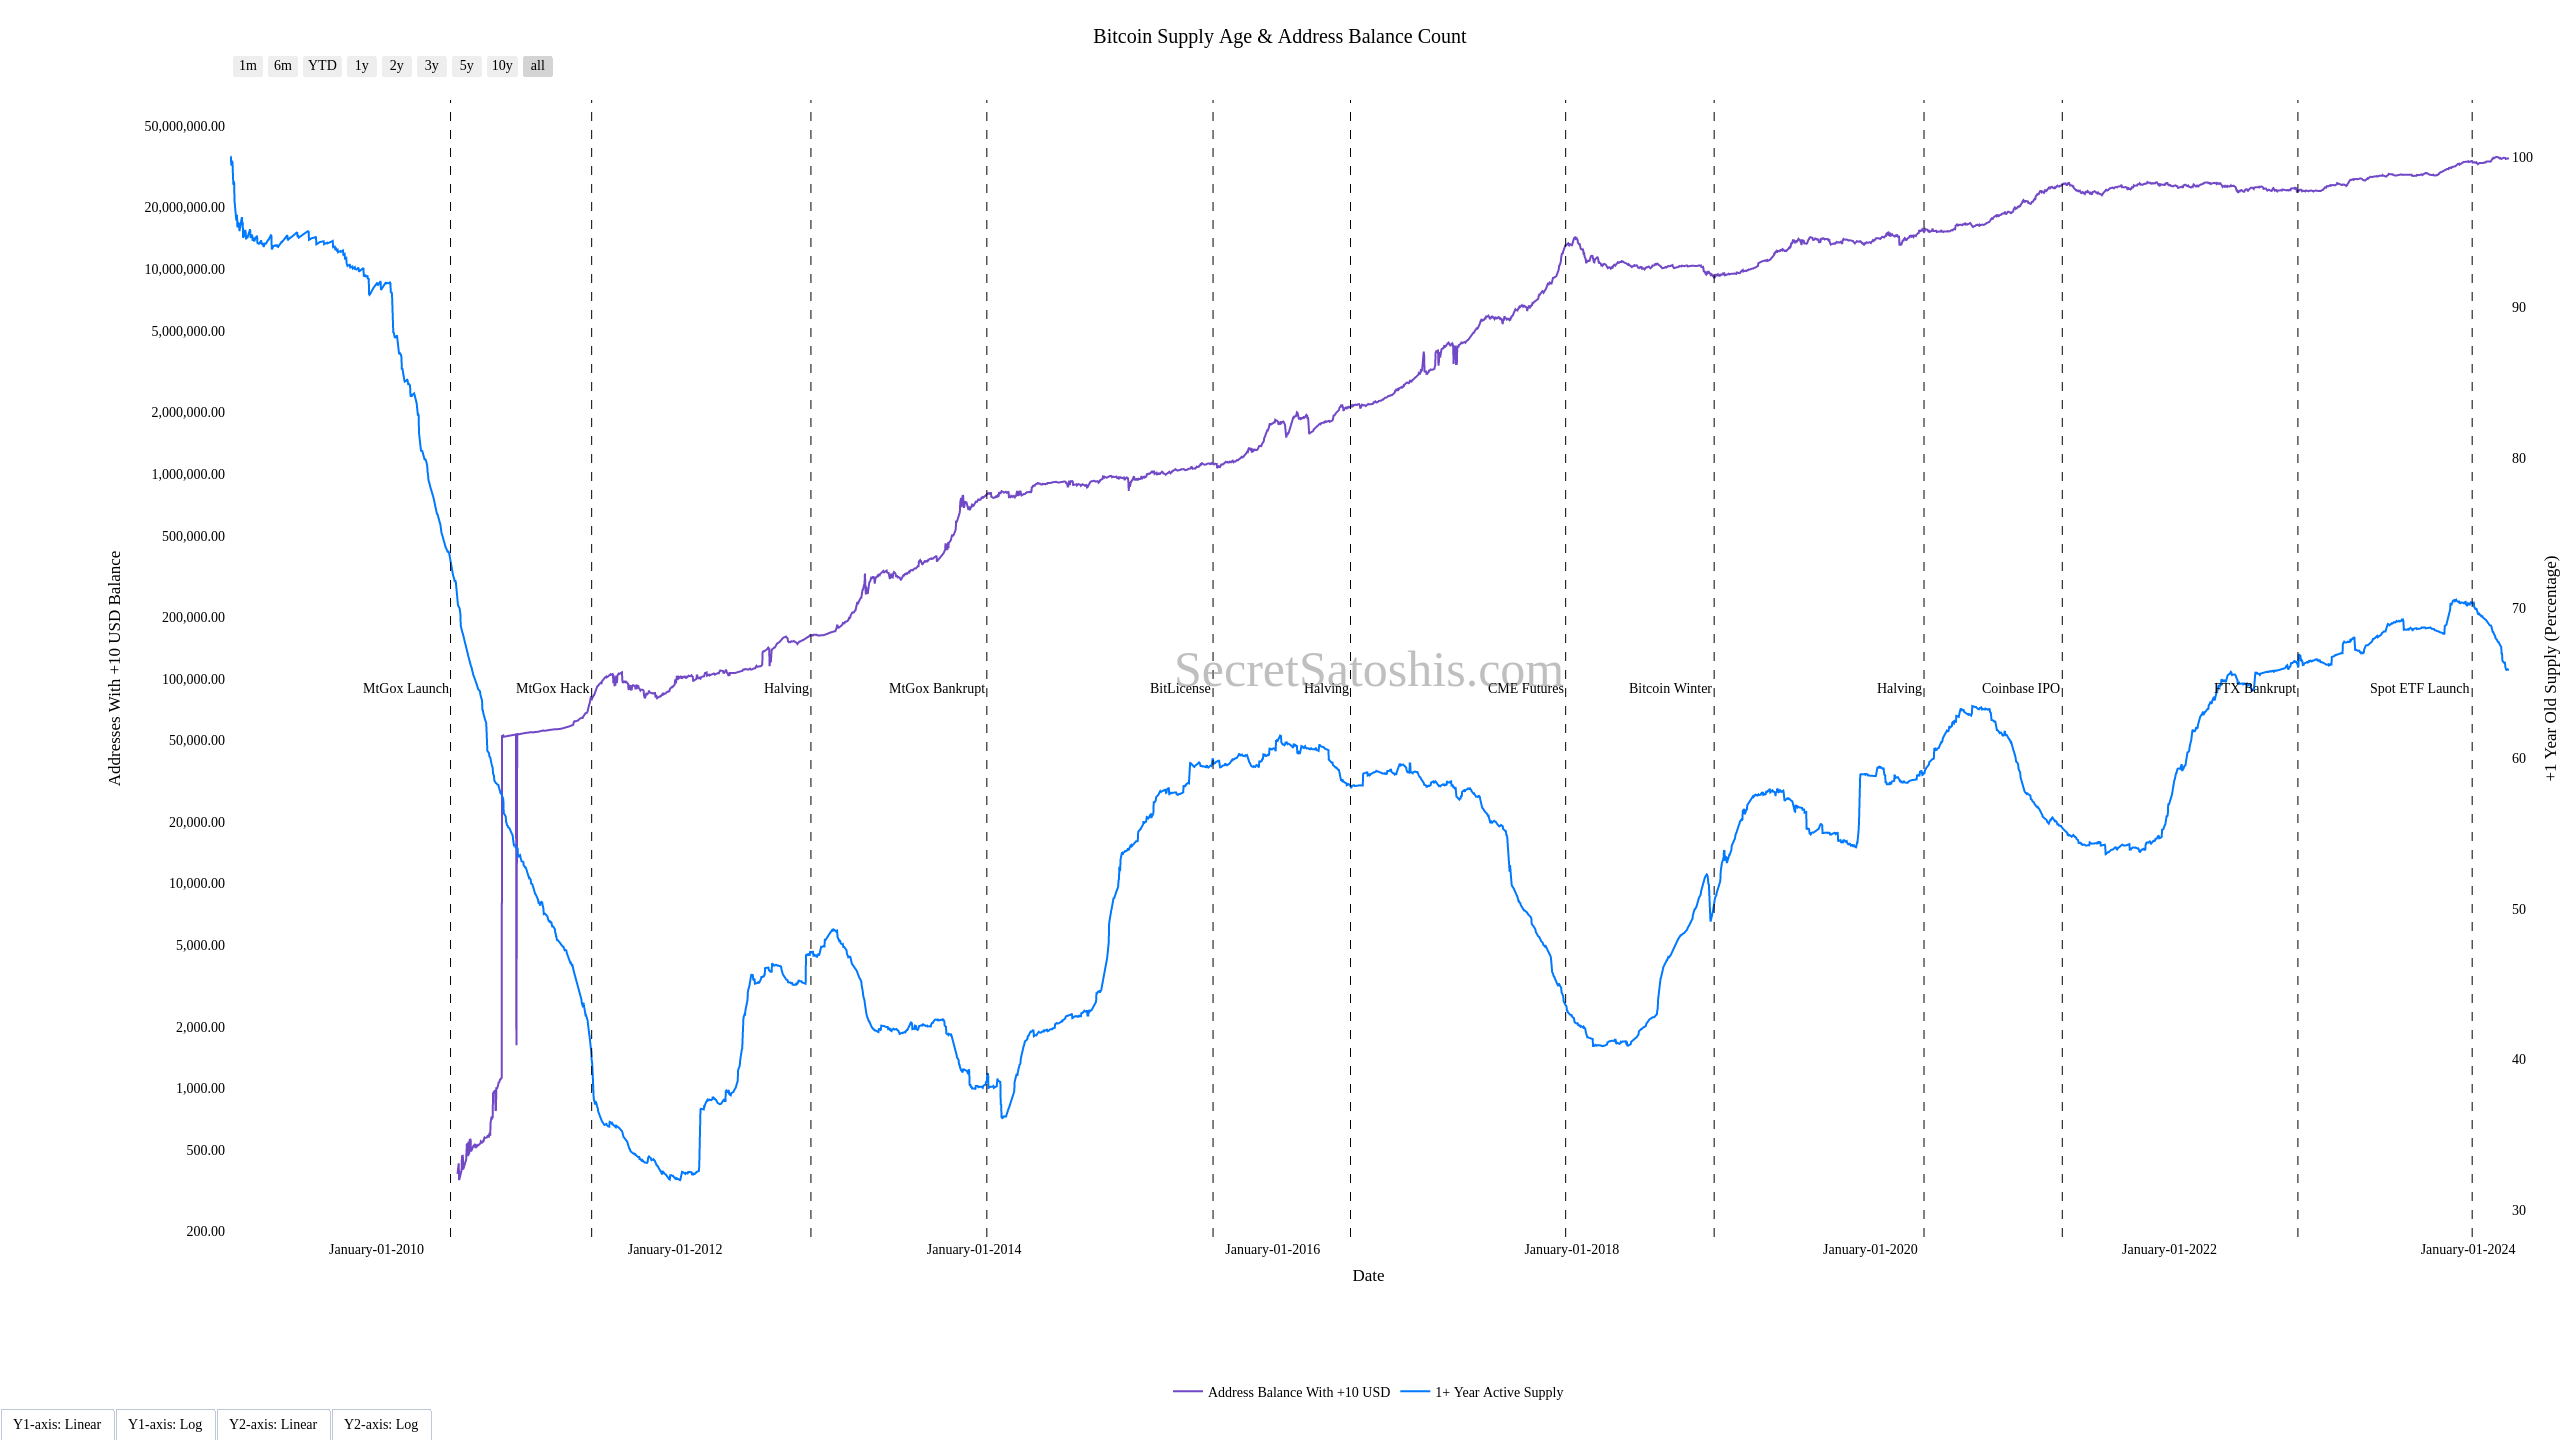 Bitcoin Supply Age & Address Balance Count
1m 6m YTD 1y 2y 3y 5y 10y all
50,000,000.00
20,000,000.00
10,000,000.00
5,000,000.00
2,000,000.00
1,000,000.00
500,000.00
200,000.00
100,000.00
50,000.00
20,000.00
10,000.00
5,000.00
2,000.00
1,000.00
500.00
200.00
Addresses With +10 USD Balance
SecretSatoshis.com
MtGox Launch MtGox Hack Halving MtGox Bankrupt BitLicense Halving CME Futures Bitcoin Winter Halving Coinbase IPO FTX Bankrupt Spot ETF Launch
100
90
80
70
60
50
40
30
+1 Year Old Supply (Percentage)
January-01-2010 January-01-2012 January-01-2014 January-01-2016 January-01-2018 January-01-2020 January-01-2022 January-01-2024
Date
Address Balance With +10 USD 1+ Year Active Supply
Y1-axis: Linear Y1-axis: Log Y2-axis: Linear Y2-axis: Log